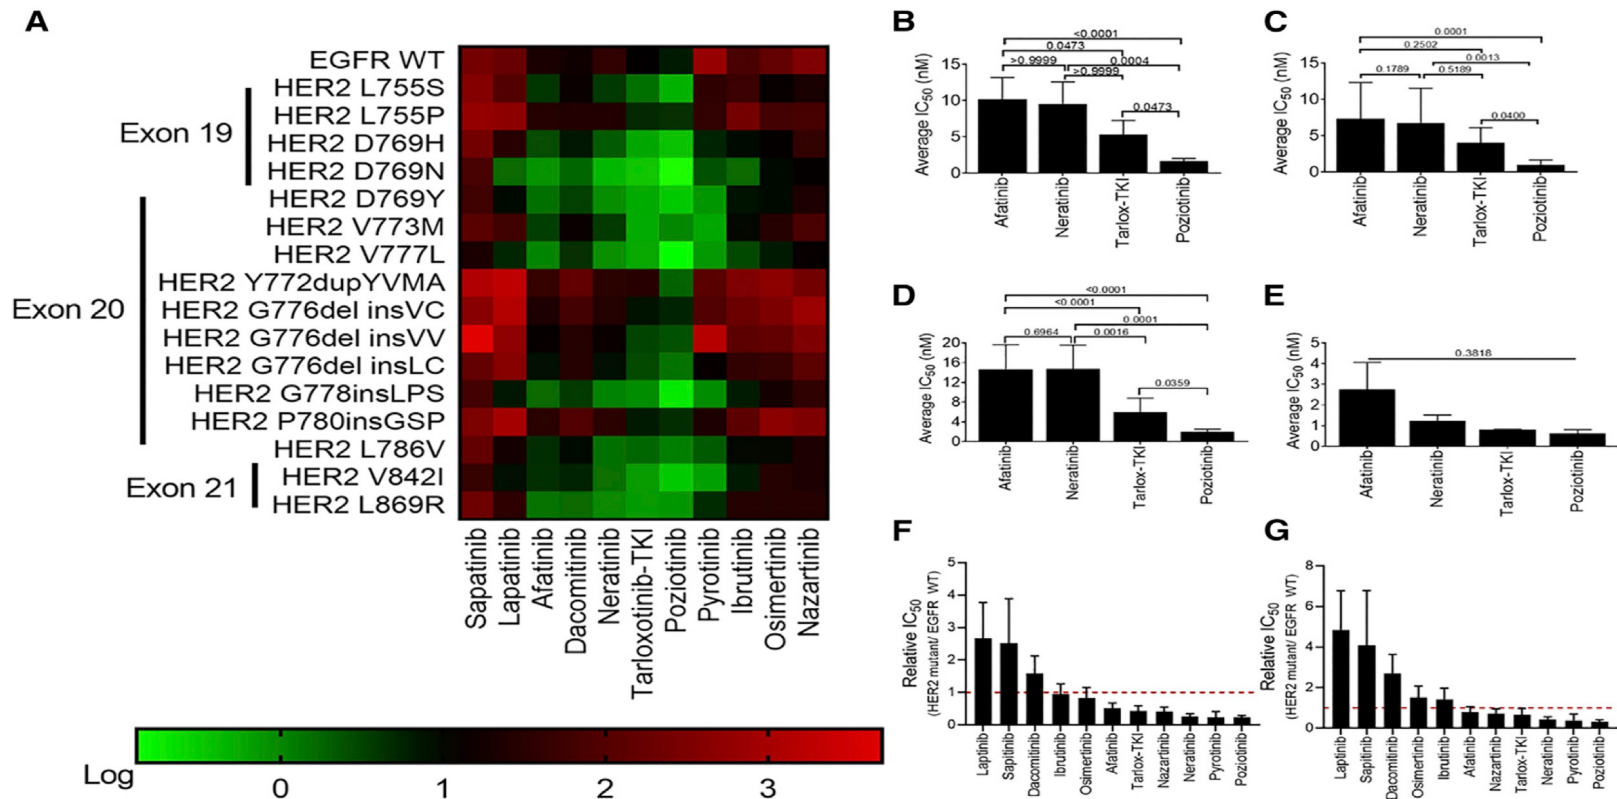 A
EGFR WT
HER2 L755S
HER2 L755P
HER2 D769H
HER2 D769N
HER2 D769Y
HER2 V773M
HER2 V777L
HER2 Y772dupYVMA
HER2 G776del insVC
HER2 G776del insVV
HER2 G776del insLC
HER2 G778insLPS
HER2 P780insGSP
HER2 L786V
HER2 V842I
HER2 L869R
Exon 19
Exon 20
Exon 21
Sapatinib
Lapatinib
Afatinib
Dacomitinib
Neratinib
Tarloxotinib-TKI
Poziotinib
Pyrotinib
Ibrutinib
Osimertinib
Nazartinib
Log
0 1 2 3
B
Average IC50 (nM)
15
10
5
0
<0.0001
0.0473
>0.9999 0.0004
>0.9999
0.0473
Afatinib
Neratinib
Tarlox-TKI
Poziotinib
C
Average IC50 (nM)
15
10
5
0
0.0001
0.2502
0.0013
0.1789 0.5189
0.0400
Afatinib
Neratinib
Tarlox-TKI
Poziotinib
D
Average IC50 (nM)
20
16
12
8
4
0
<0.0001
<0.0001
0.0001
0.6964 0.0016
0.0359
Afatinib
Neratinib
Tarlox-TKI
Poziotinib
E
Average IC50 (nM)
5
4
3
2
1
0
0.3818
Afatinib
Neratinib
Tarlox-TKI
Poziotinib
F
Relative IC50
(HER2 mutant/ EGFR WT)
5
4
3
2
1
0
Laptinib
Sapitinib
Dacomitinib
Ibrutinib
Osimertinib
Afatinib
Tarlox-TKI
Nazartinib
Neratinib
Pyrotinib
Poziotinib
G
Relative IC50
(HER2 mutant/ EGFR WT)
8
6
4
2
0
Laptinib
Sapitinib
Dacomitinib
Osimertinib
Ibrutinib
Afatinib
Nazartinib
Tarlox-TKI
Neratinib
Pyrotinib
Poziotinib